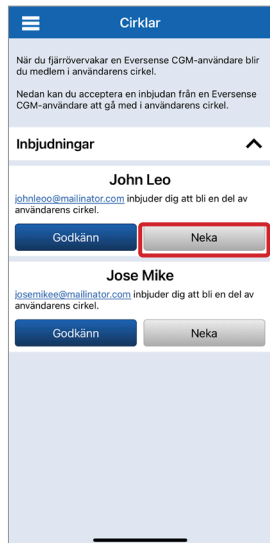 Cirklar
När du fjärrövervakar en Eversense CGM-användare blir
du medlem i användarens cirkel.
Nedan kan du acceptera en inbjudan från en Eversense
CGM-användare att gå med i användarens cirkel.
Inbjudningar
John Leo
johnleoo@mailinator.com inbjuder dig att bli en del av
användarens cirkel.
Godkänn Neka
Jose Mike
josemikee@mailinator.com inbjuder dig att bli en del av
användarens cirkel.
Godkänn Neka